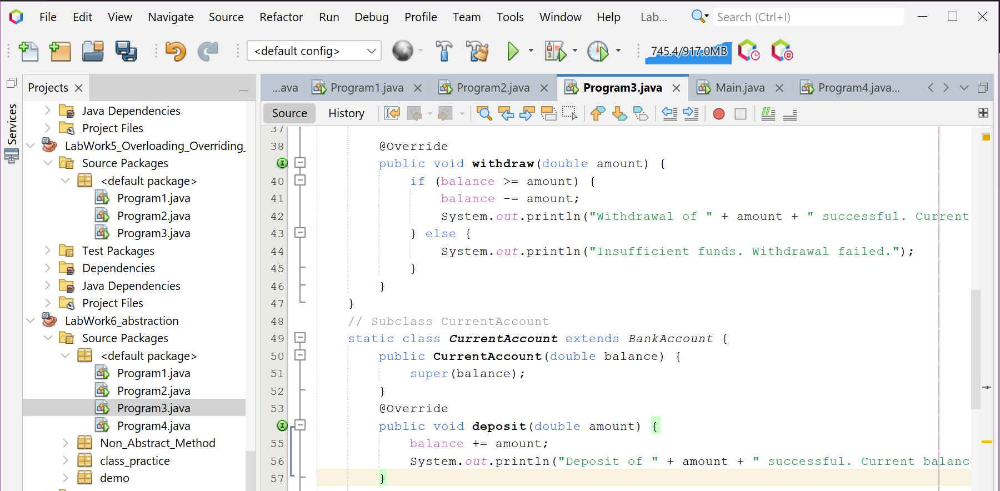 File Edit View Navigate Source Refactor Run Debug Profile Team Tools Window Help Lab... Search (Ctrl+I)
<default config> 745.4/917.0MB
Services
Projects
Java Dependencies
Project Files
LabWork5_Overloading_Overriding_
Source Packages
<default package>
Program1.java
Program2.java
Program3.java
Test Packages
Dependencies
Java Dependencies
Project Files
LabWork6_abstraction
Source Packages
<default package>
Program1.java
Program2.java
Program3.java
Program4.java
Non_Abstract_Method
class_practice
demo
...ava Program1.java Program2.java Program3.java Main.java Program4.java...
Source History
37
38 @Override
public void withdraw(double amount) {
40 if (balance >= amount) {
41 balance -= amount;
42 System.out.println("Withdrawal of " + amount + " successful. Current
43 } else {
44 System.out.println("Insufficient funds. Withdrawal failed.");
45 }
46 }
47 }
48 // Subclass CurrentAccount
49 static class CurrentAccount extends BankAccount {
50 public CurrentAccount(double balance) {
51 super(balance);
52 }
53 @Override
public void deposit(double amount) {
55 balance += amount;
56 System.out.println("Deposit of " + amount + " successful. Current balanc
57 }